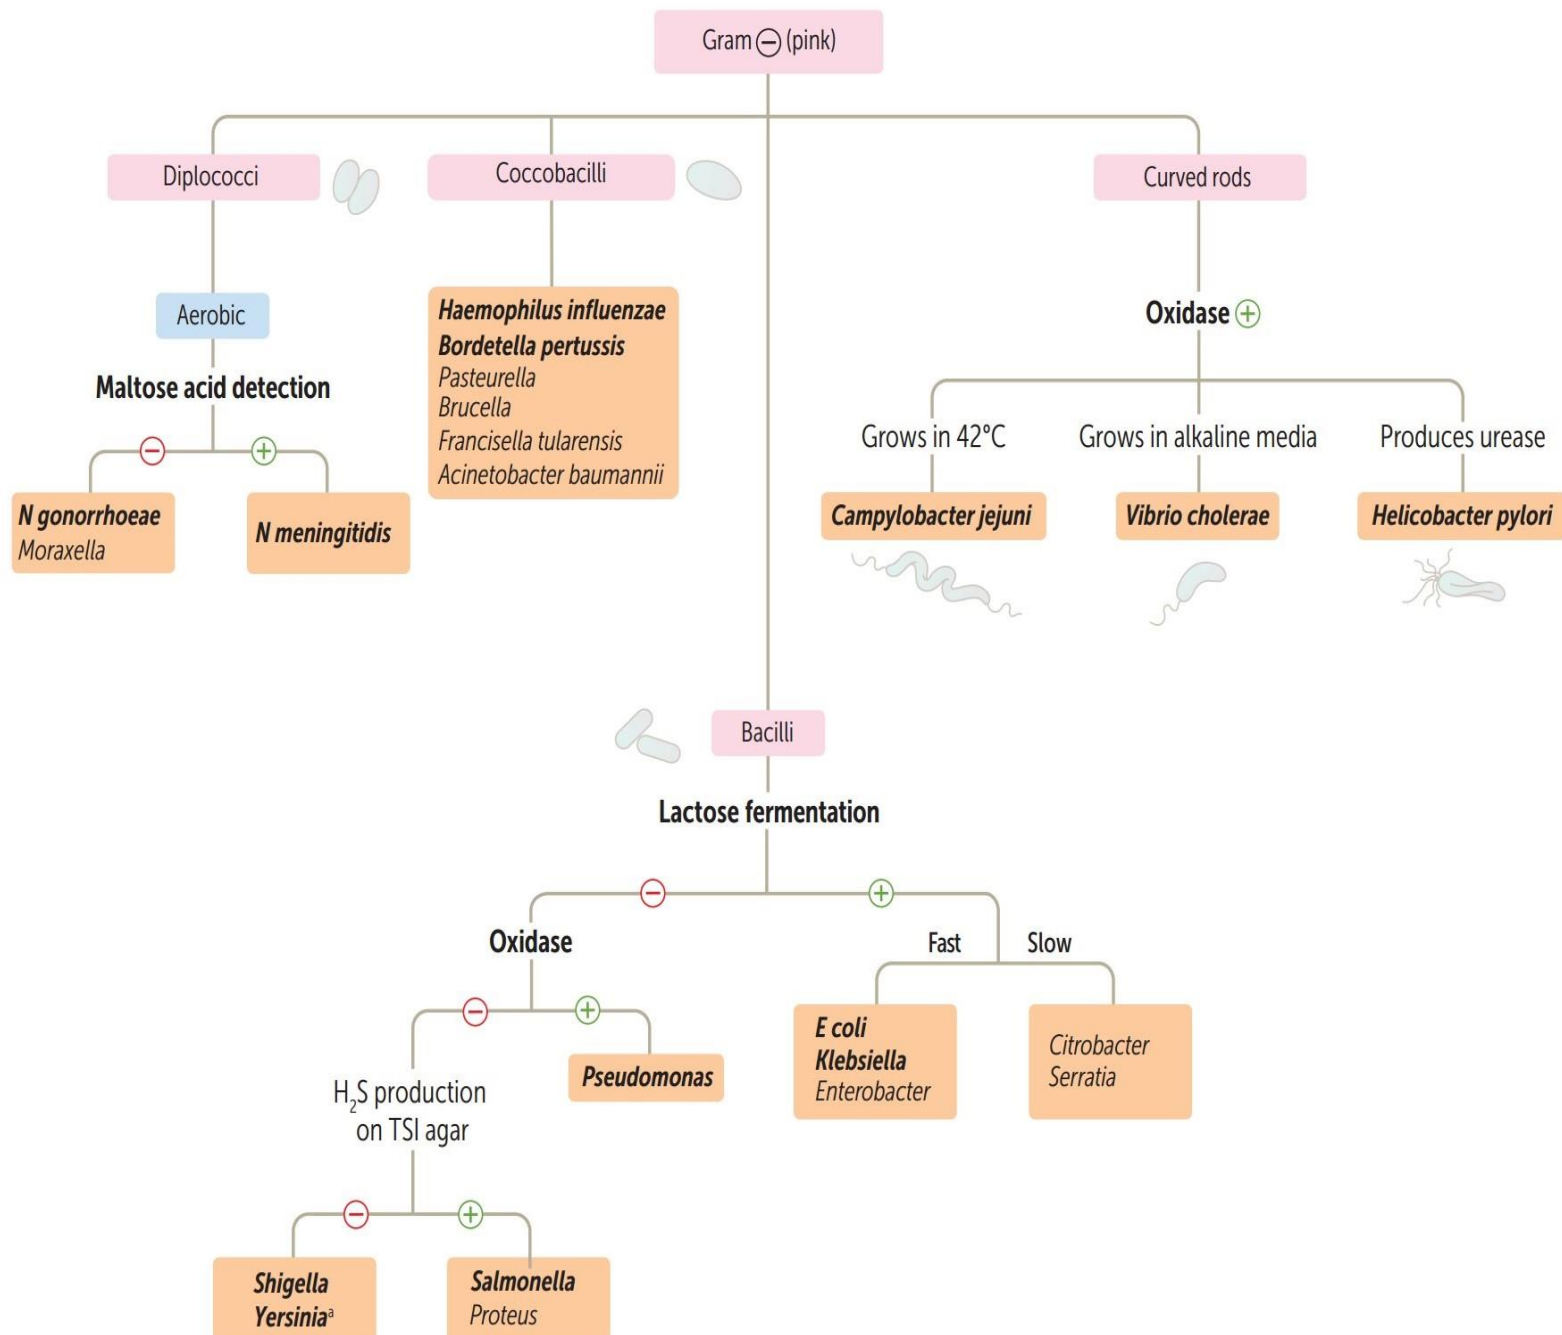 Gram ⊖ (pink)
Diplococci
Coccobacilli
Curved rods
Aerobic
Maltose acid detection
⊖
⊕
N gonorrhoeae
Moraxella
N meningitidis
Haemophilus influenzae
Bordetella pertussis
Pasteurella
Brucella
Francisella tularensis
Acinetobacter baumannii
Oxidase ⊕
Grows in 42°C
Grows in alkaline media
Produces urease
Campylobacter jejuni
Vibrio cholerae
Helicobacter pylori
Bacilli
Lactose fermentation
⊖
⊕
Oxidase
Fast
Slow
⊖
⊕
Pseudomonas
E coli
Klebsiella
Enterobacter
Citrobacter
Serratia
H₂S production
on TSI agar
⊖
⊕
Shigella
Yersiniaᵃ
Salmonella
Proteus